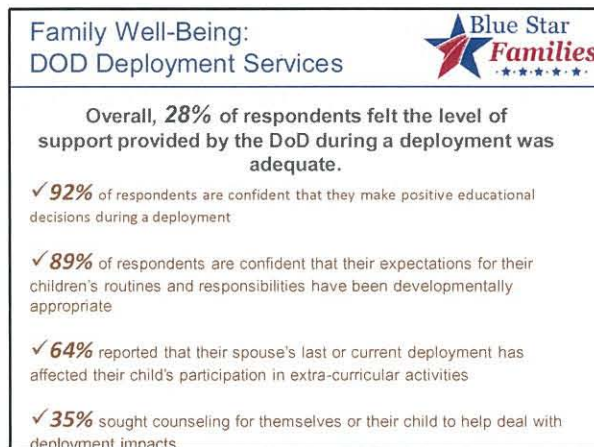 Family Well-Being:
DOD Deployment Services
Blue Star
Families
Overall, 28% of respondents felt the level of
support provided by the DoD during a deployment was
adequate.
✓92% of respondents are confident that they make positive educational
decisions during a deployment
✓89% of respondents are confident that their expectations for their
children's routines and responsibilities have been developmentally
appropriate
✓64% reported that their spouse's last or current deployment has
affected their child's participation in extra-curricular activities
✓35% sought counseling for themselves or their child to help deal with
deployment impacts